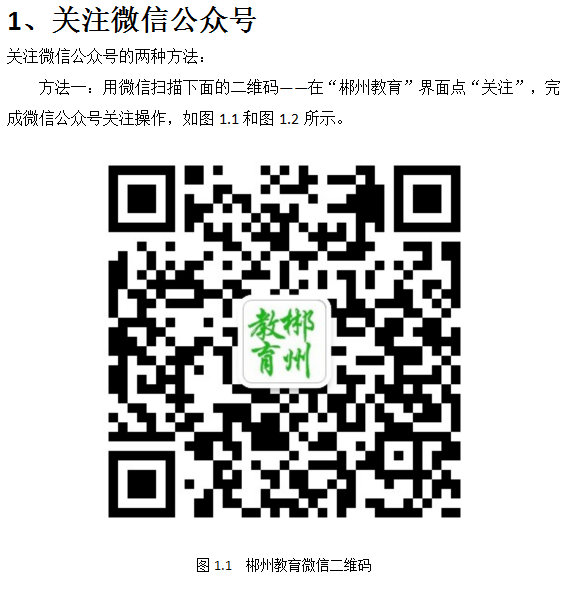 1、关注微信公众号
关注微信公众号的两种方法：
方法一：用微信扫描下面的二维码——在“郴州教育”界面点“关注”，完
成微信公众号关注操作，如图 1.1 和图 1.2 所示。
教郴
育州
图 1.1 郴州教育微信二维码